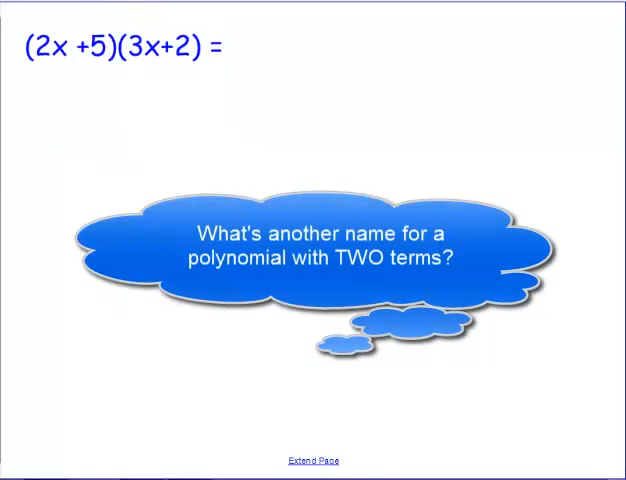 (2x +5)(3x+2) =
What's another name for a
polynomial with TWO terms?
Extend Page